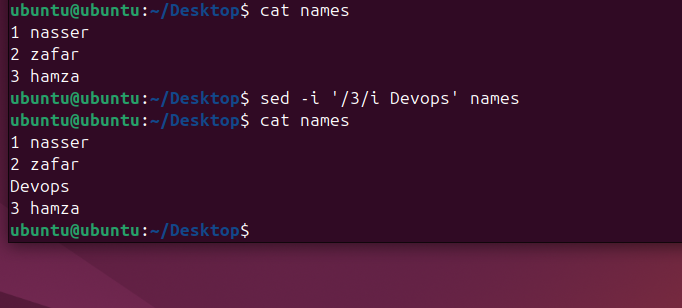 ubuntu@ubuntu:~/Desktop$ cat names
1 nasser
2 zafar
3 hamza
ubuntu@ubuntu:~/Desktop$ sed -i '/3/i Devops' names
ubuntu@ubuntu:~/Desktop$ cat names
1 nasser
2 zafar
Devops
3 hamza
ubuntu@ubuntu:~/Desktop$